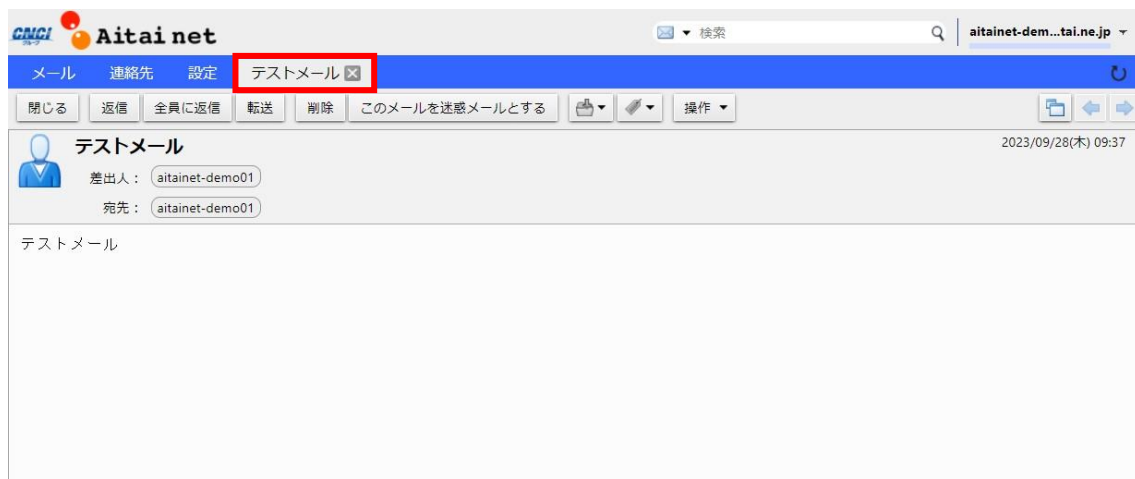 CNCI グループ Aitai net 検索 aitainet-dem...tai.ne.jp
メール 連絡先 設定 テストメール
閉じる 返信 全員に返信 転送 削除 このメールを迷惑メールとする 操作
テストメール 2023/09/28(木) 09:37
差出人： aitainet-demo01
宛先： aitainet-demo01
テストメール